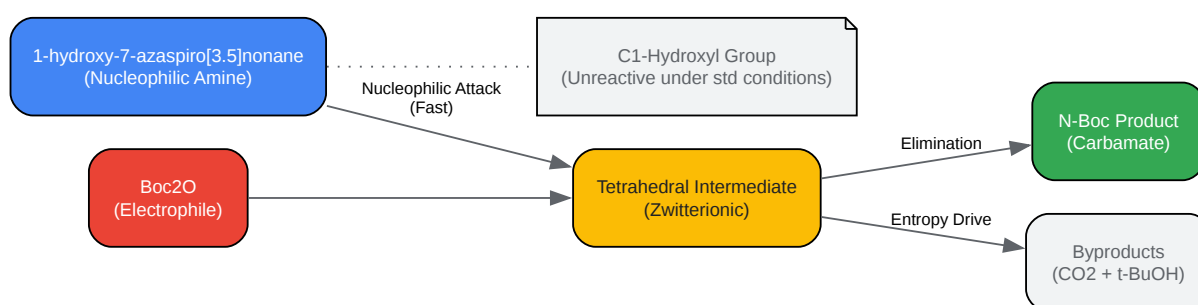 1-hydroxy-7-azaspiro[3.5]nonane
(Nucleophilic Amine)
C1-Hydroxyl Group
(Unreactive under std conditions)
Nucleophilic Attack
(Fast)
Boc2O
(Electrophile)
Tetrahedral Intermediate
(Zwitterionic)
Elimination
N-Boc Product
(Carbamate)
Entropy Drive
Byproducts
(CO2 + t-BuOH)